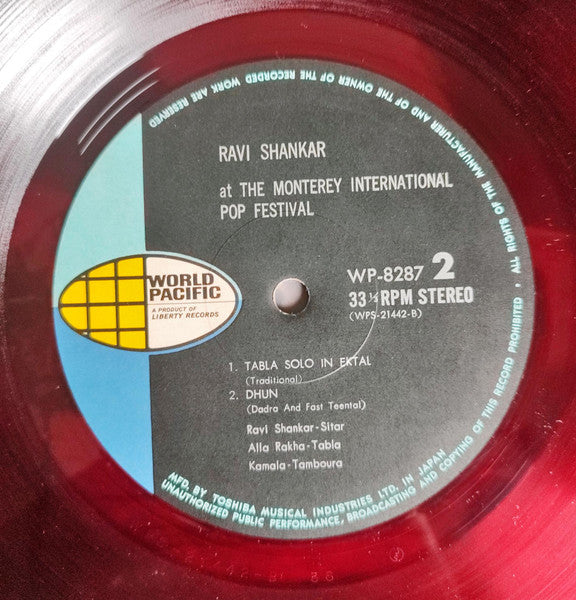 ALL RIGHTS OF THE MANUFACTURER AND OF THE OWNER OF THE RECORDED WORK ARE RESERVED
RAVI SHANKAR
at THE MONTEREY INTERNATIONAL
POP FESTIVAL
WORLD
PACIFIC
A PRODUCT OF
LIBERTY RECORDS
WP-8287 2
33 ⅓ RPM STEREO
(WPS-21442-B)
1. TABLA SOLO IN EKTAL
(Traditional)
2. DHUN
(Dadra And Fast Teental)
Ravi Shankar-Sitar
Alla Rakha-Tabla
Kamala-Tamboura
MFD. BY TOSHIBA MUSICAL INDUSTRIES LTD. IN JAPAN
UNAUTHORIZED PUBLIC PERFORMANCE, BROADCASTING AND COPYING OF THIS RECORD PROHIBITED •